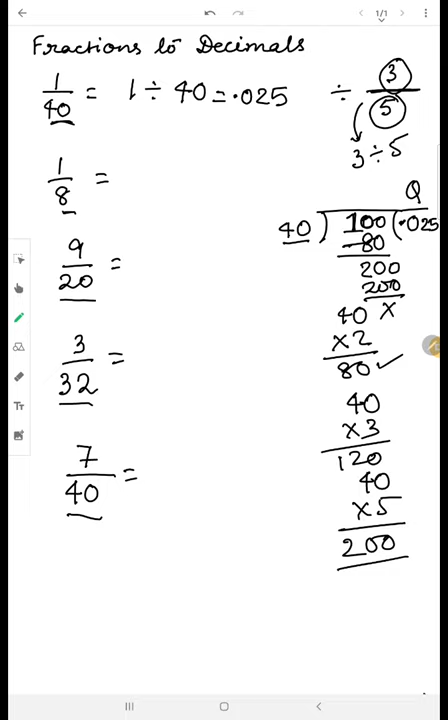 1/1
Fractions to Decimals
1/40 = 1 ÷ 40 = .025
÷ 3/5
3 ÷ 5
1/8 =
9/20 =
3/32 =
7/40 =
Q
40 ) 100 ( .025
-80
200
200
x
40
x2
80 ✓
40
x3
120
40
x5
200
Tт